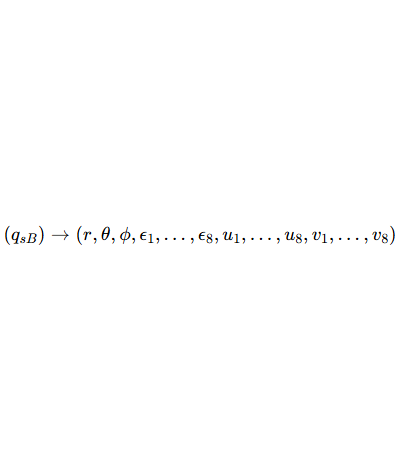 (q_{sB}) → (r, θ, ϕ, ϵ_1, …, ϵ_8, u_1, …, u_8, v_1, …, v_8)